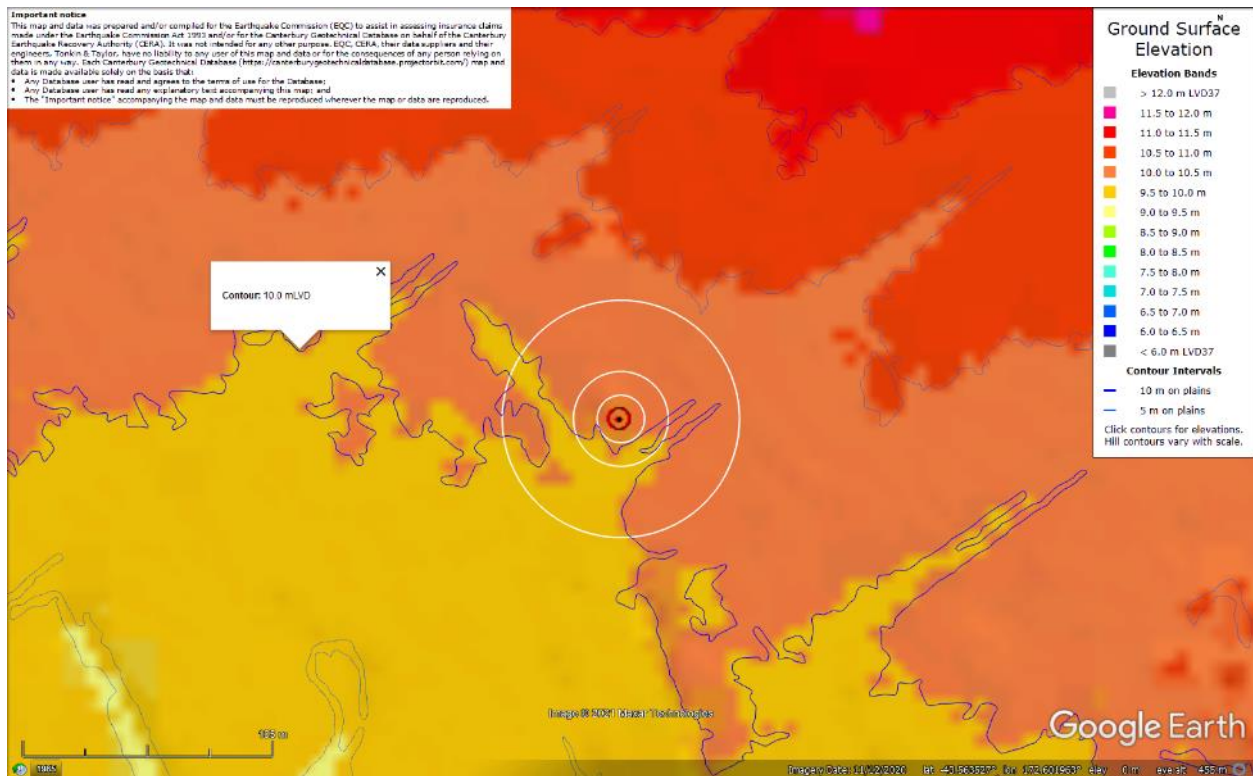 Important notice
This map and data was prepared and/or compiled for the Earthquake Commission (EQC) to assist in assessing insurance claims
made under the Earthquake Commission Act 1993 and/or for the Canterbury Geotechnical Database on behalf of the Canterbury
Earthquake Recovery Authority (CERA). It was not intended for any other purpose. EQC, CERA, their data suppliers and their
engineers, Tonkin & Taylor, have no liability to any user of this map and data or for the consequences of any person relying on
them in any way. Each Canterbury Geotechnical Database (https://canterburygeotechnicaldatabase.projectorbit.com/) map and
data is made available solely on the basis that:
• Any Database user has read and agrees to the terms of use for the Database;
• Any Database user has read any explanatory text accompanying this map; and
• The "Important notice" accompanying the map and data must be reproduced wherever the map or data are reproduced.
N
Ground Surface
Elevation
Elevation Bands
> 12.0 m LVD37
11.5 to 12.0 m
11.0 to 11.5 m
10.5 to 11.0 m
10.0 to 10.5 m
9.5 to 10.0 m
9.0 to 9.5 m
8.5 to 9.0 m
8.0 to 8.5 m
7.5 to 8.0 m
7.0 to 7.5 m
6.5 to 7.0 m
6.0 to 6.5 m
< 6.0 m LVD37
Contour Intervals
10 m on plains
5 m on plains
Click contours for elevations.
Hill contours vary with scale.
Contour: 10.0 mLVD
Image © 2021 Maxar Technologies
Google Earth
1965
Imagery Date: lat lon elev 0 m eye alt 455 m